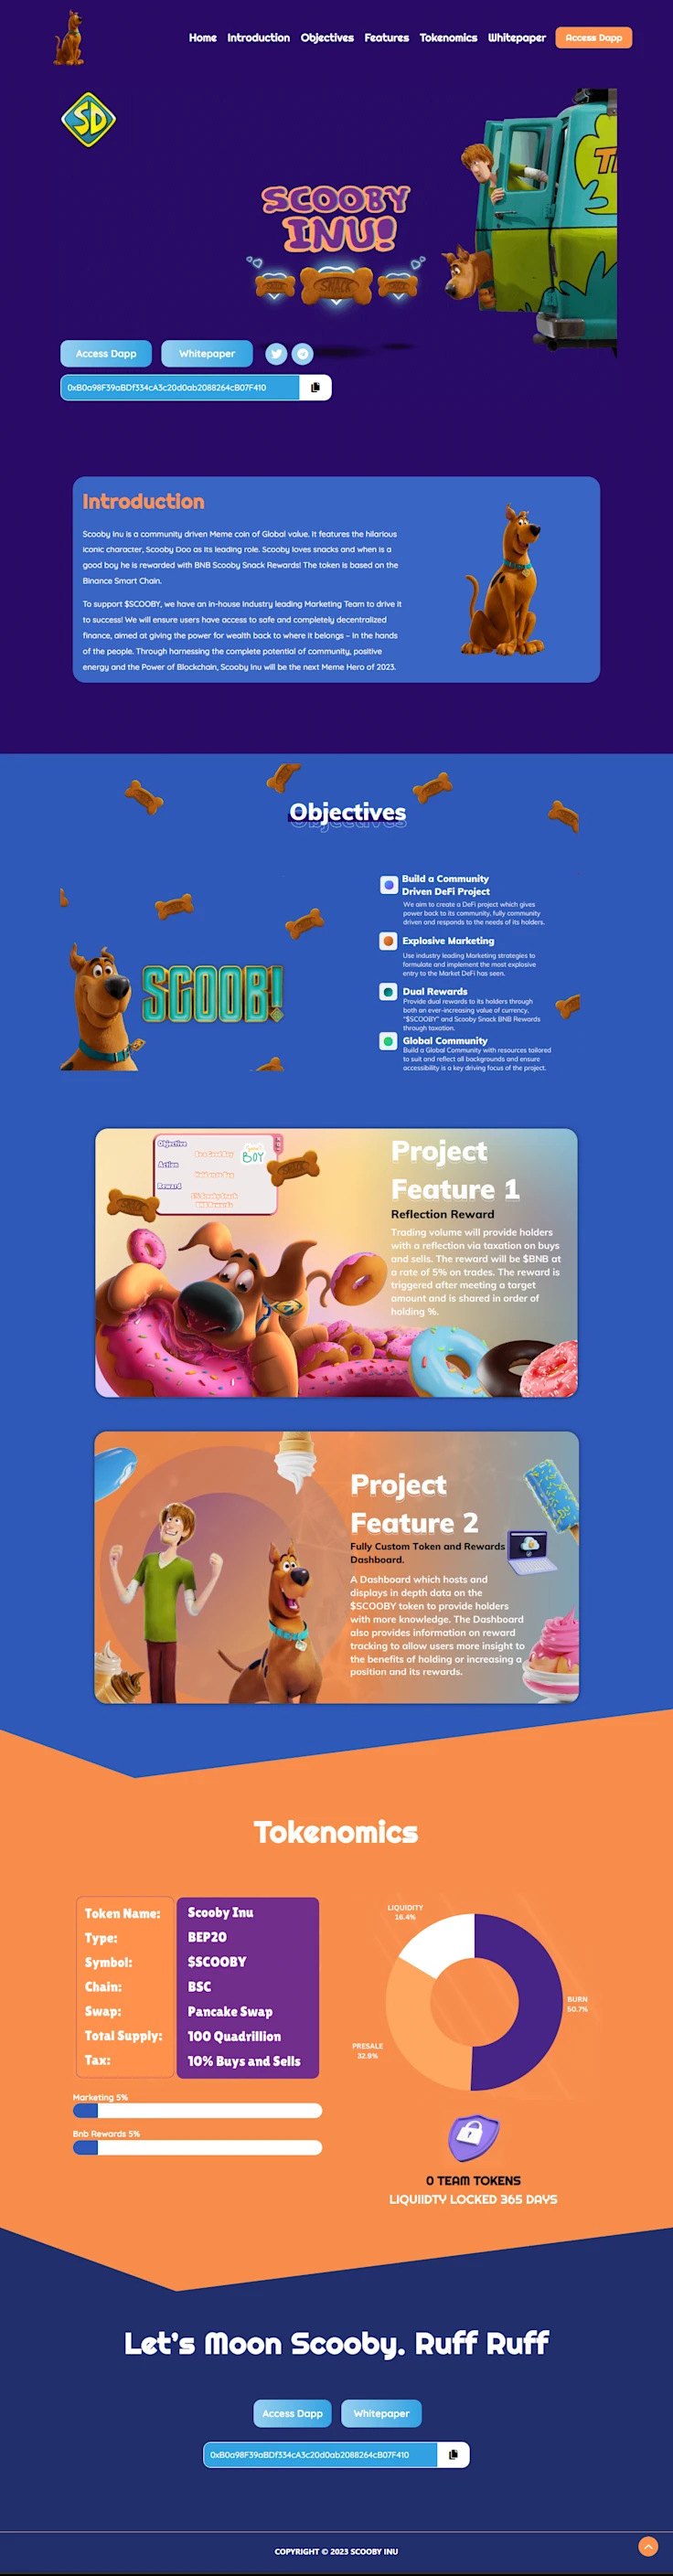 Home Introduction Objectives Features Tokenomics Whitepaper Access Dapp
SD
SCOOBY
INU!
SNACK
Access Dapp Whitepaper
0xB0a98F39aBDf334cA3c20d0ab2088264cB07F410
Introduction
Scooby Inu is a community driven Meme coin of Global value. It features the hilarious
iconic character, Scooby Doo as its leading role. Scooby loves snacks and when is a
good boy he is rewarded with BNB Scooby Snack Rewards! The token is based on the
Binance Smart Chain.
To support $SCOOBY, we have an in-house Industry leading Marketing Team to drive it
to success! We will ensure users have access to safe and completely decentralized
finance, aimed at giving the power for wealth back to where it belongs – In the hands
of the people. Through harnessing the complete potential of community, positive
energy and the Power of Blockchain, Scooby Inu will be the next Meme Hero of 2023.
Objectives
SCOOB!
Build a Community
Driven DeFi Project
We aim to create a DeFi project which gives
power back to its community, fully community
driven and responds to the needs of its holders.
Explosive Marketing
Use industry leading Marketing strategies to
formulate and implement the most explosive
entry to the Market DeFi has seen.
Dual Rewards
Provide dual rewards to its holders through
both an ever-increasing value of currency.
"$SCOOBY" and Scooby Snack BNB Rewards
through taxation.
Global Community
Build a Global Community with resources tailored
to suit and reflect all backgrounds and ensure
accessibility is a key driving focus of the project.
Objective
Be a Good Boy
BOY
Action
Hold on to Buy
Reward
5% Scooby Snack
BNB Rewards
Project
Feature 1
Reflection Reward
Trading volume will provide holders
with a reflection via taxation on buys
and sells. The reward will be $BNB at
a rate of 5% on trades. The reward is
triggered after meeting a target
amount and is shared in order of
holding %.
Project
Feature 2
Fully Custom Token and Rewards
Dashboard.
A Dashboard which hosts and
displays in depth data on the
$SCOOBY token to provide holders
with more knowledge. The Dashboard
also provides information on reward
tracking to allow users more insight to
the benefits of holding or increasing a
position and its rewards.
Tokenomics
Token Name: Scooby Inu
Type: BEP20
Symbol: $SCOOBY
Chain: BSC
Swap: Pancake Swap
Total Supply: 100 Quadrillion
Tax: 10% Buys and Sells
Marketing 5%
Bnb Rewards 5%
LIQUIDITY
16.4%
BURN
50.7%
PRESALE
32.9%
0 TEAM TOKENS
LIQUIIDTY LOCKED 365 DAYS
Let's Moon Scooby. Ruff Ruff
Access Dapp Whitepaper
0xB0a98F39aBDf334cA3c20d0ab2088264cB07F410
COPYRIGHT © 2023 SCOOBY INU